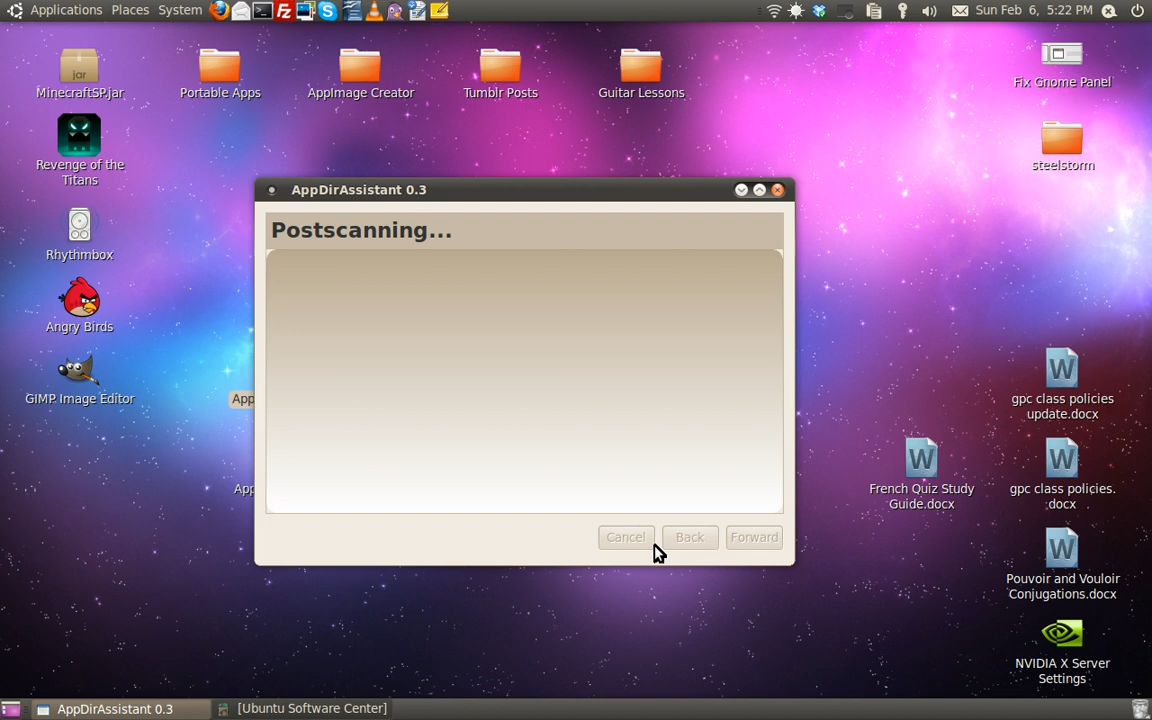 Applications Places System
Sun Feb 6, 5:22 PM
jar
MinecraftSP.jar
Portable Apps
AppImage Creator
Tumblr Posts
Guitar Lessons
Fix Gnome Panel
Revenge of the
Titans
steelstorm
Rhythmbox
Angry Birds
GIMP Image Editor
AppDirAssistant 0.3
Postscanning...
App
App
Cancel Back Forward
W
gpc class policies
update.docx
W
French Quiz Study
Guide.docx
W
gpc class policies.
docx
W
Pouvoir and Vouloir
Conjugations.docx
NVIDIA X Server
Settings
AppDirAssistant 0.3
[Ubuntu Software Center]